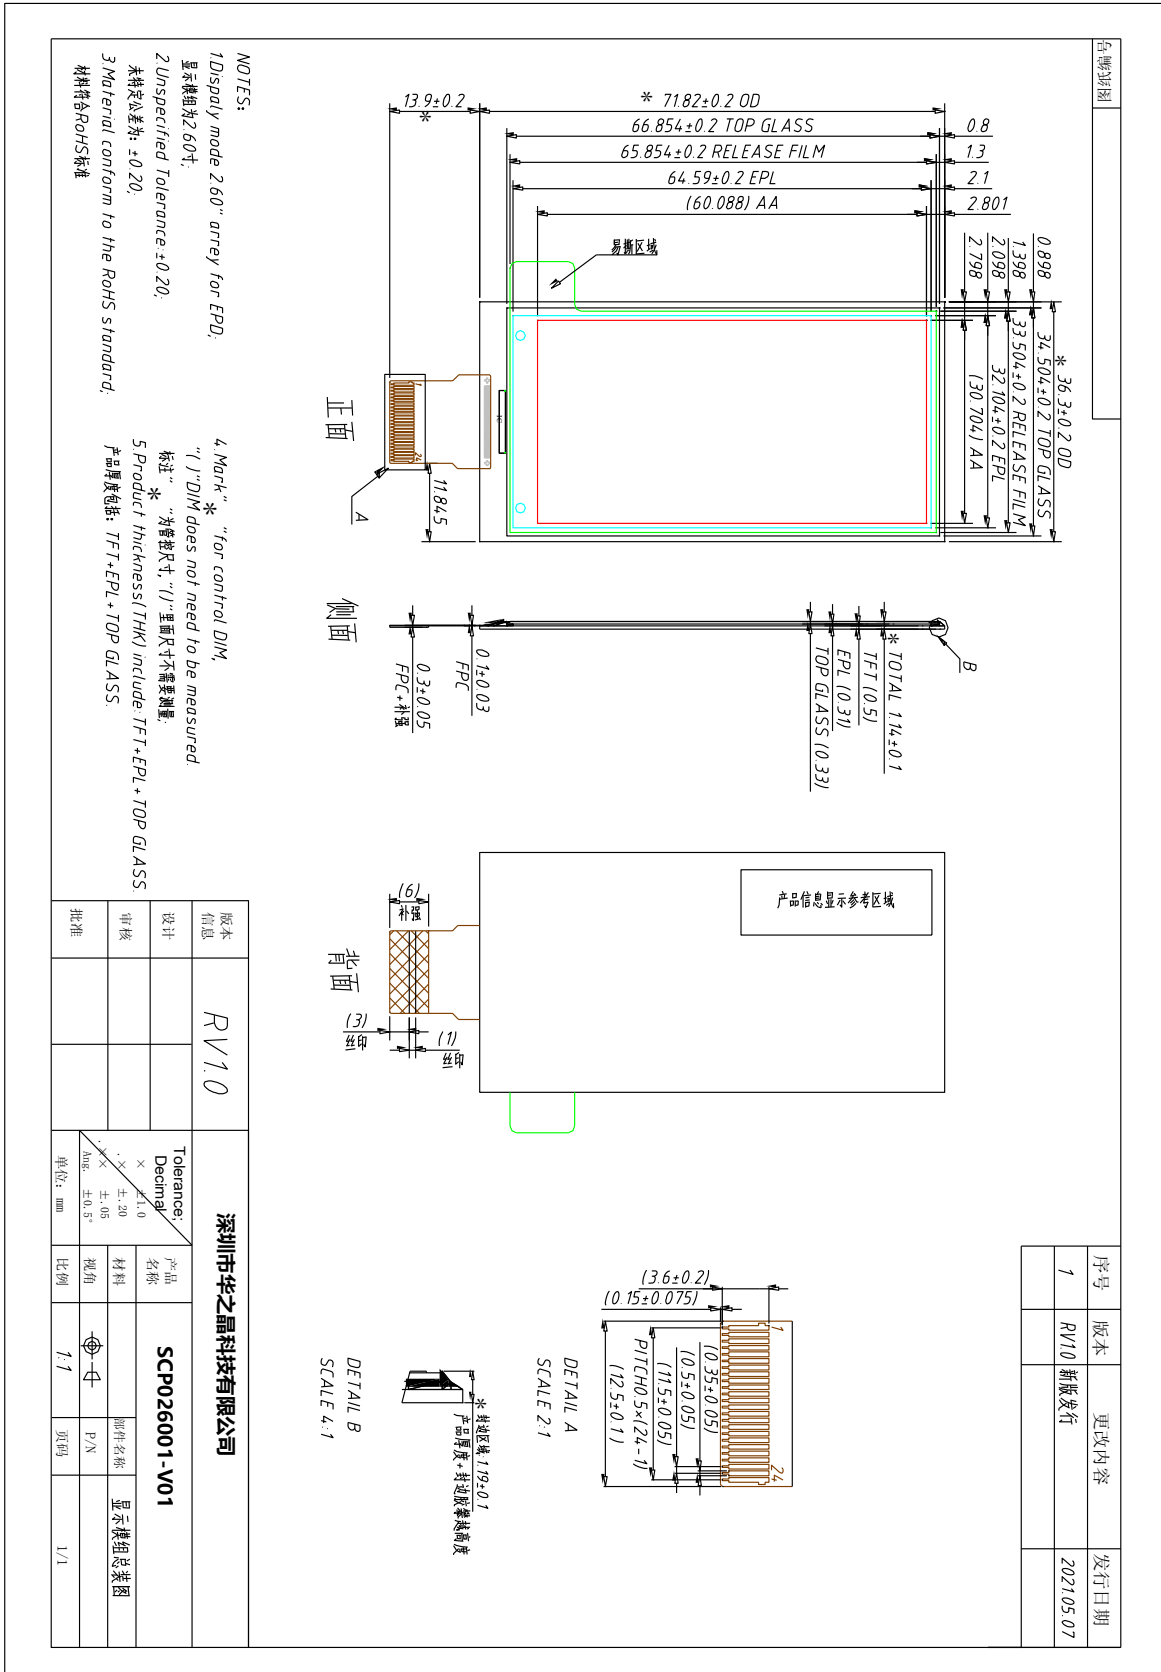 序号 版本 更改内容 发行日期
1 RV1.0 新版发行 2021.05.07
* 71.82±0.2 OD
13.9±0.2
*
66.854±0.2 TOP GLASS
0.8
65.854±0.2 RELEASE FILM
1.3
64.59±0.2 EPL
2.1
(60.088) AA
2.801
易撕区域
0.898
1.398
2.098
2.798
* 36.3±0.2 OD
34.504±0.2 TOP GLASS
33.504±0.2 RELEASE FILM
32.104±0.2 EPL
(30.704) AA
1
24
IC
11.845
A
正面
B
* TOTAL 1.14±0.1
TFT (0.5)
EPL (0.31)
TOP GLASS (0.33)
0.1±0.03
FPC
0.3±0.05
FPC+补强
侧面
产品信息显示参考区域
(6)
补强
(3)
丝印
(1)
丝印
背面
(3.6±0.2)
(0.15±0.075)
1
24
(0.35±0.05)
(0.5±0.05)
(11.5±0.05)
PITCH0.5×(24-1)
(12.5±0.1)
DETAIL A
SCALE 2:1
* 封边区域 1.19±0.1
产品厚度+封边胶攀越高度
DETAIL B
SCALE 4:1
NOTES:
1.Dispaly mode 2.60" arrey for EPD;
显示模组为2.60寸;
2.Unspecified Tolerance:±0.20;
未特定公差为: ±0.20;
3.Material conform to the RoHS standard;
材料符合RoHS标准
4.Mark" * "for control DIM,
"( )"DIM does not need to be measured.
标注" * "为管控尺寸, "()"里面尺寸不需要测量;
5.Product thickness(THK) include:TFT+EPL+TOP GLASS.
产品厚度包括: TFT+EPL+TOP GLASS.
版本信息 RV1.0
设计
审核
批准
深圳市华之晶科技有限公司
Tolerance;
Decimal
× ±1.0
.× ±.20
.×× ±.05
Ang. ±0.5°
单位: mm
产品名称 SCP026001-V01
材料
部件名称 显示模组总装图
视角
P/N
比例 1:1 页码 1/1